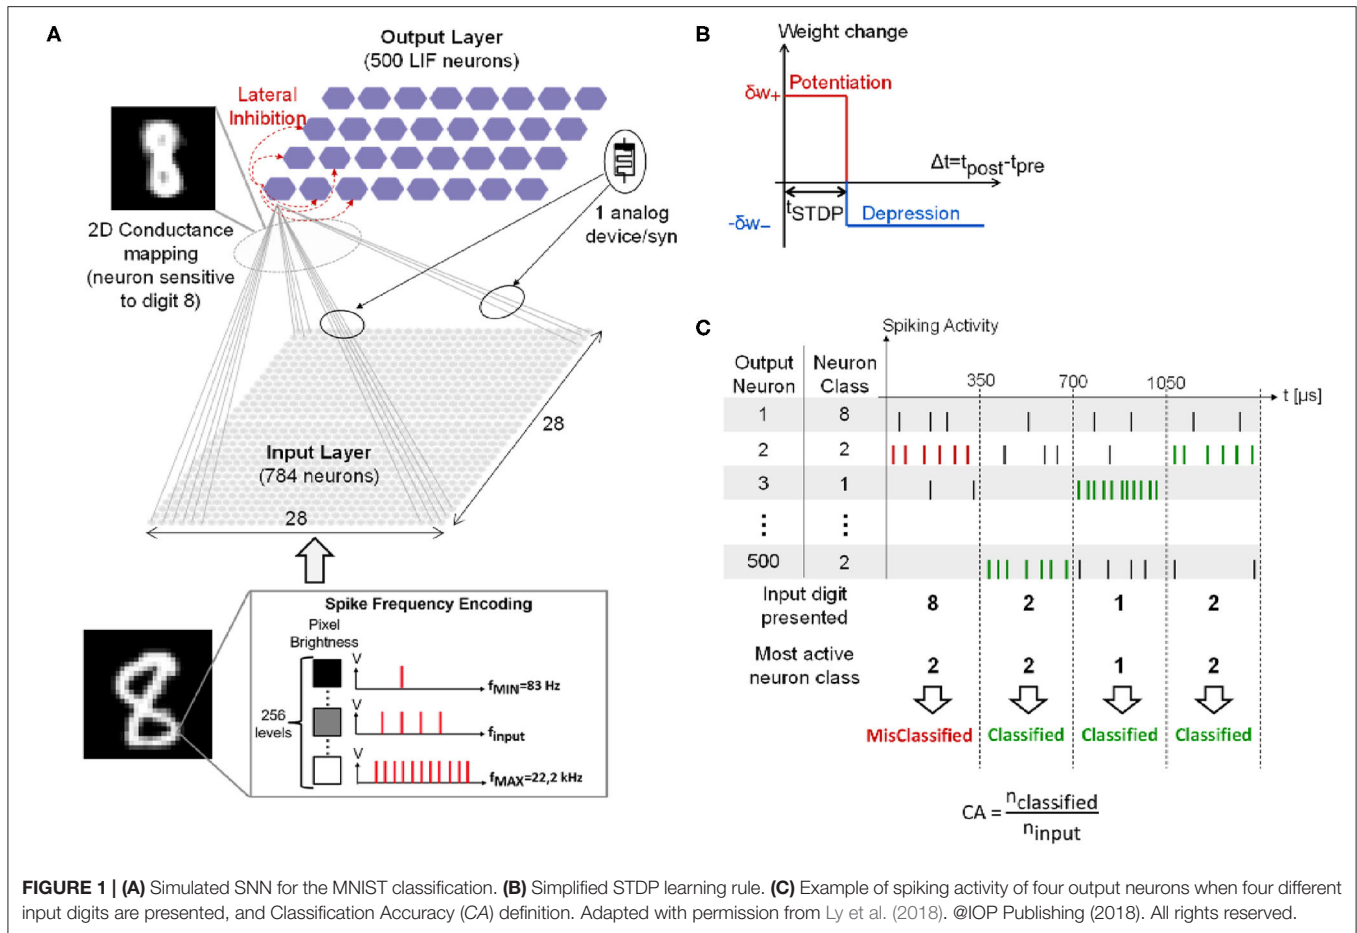 A
Output Layer
(500 LIF neurons)
Lateral
Inhibition
2D Conductance
mapping
(neuron sensitive
to digit 8)
1 analog
device/syn
Input Layer
(784 neurons)
28
28
Spike Frequency Encoding
Pixel
Brightness
256
levels
V
fMIN=83 Hz
V
finput
V
fMAX=22,2 kHz
B
Weight change
δw+
Potentiation
Δt=tpost-tpre
tSTDP
-δw-
Depression
C
Spiking Activity
Output Neuron
Neuron Class
350 700 1050
t [µs]
1 8
2 2
3 1
500 2
Input digit
presented
8 2 1 2
Most active
neuron class
2 2 1 2
MisClassified Classified Classified Classified
CA = nclassified
ninput
FIGURE 1 | (A) Simulated SNN for the MNIST classification. (B) Simplified STDP learning rule. (C) Example of spiking activity of four output neurons when four different
input digits are presented, and Classification Accuracy (CA) definition. Adapted with permission from Ly et al. (2018). @IOP Publishing (2018). All rights reserved.